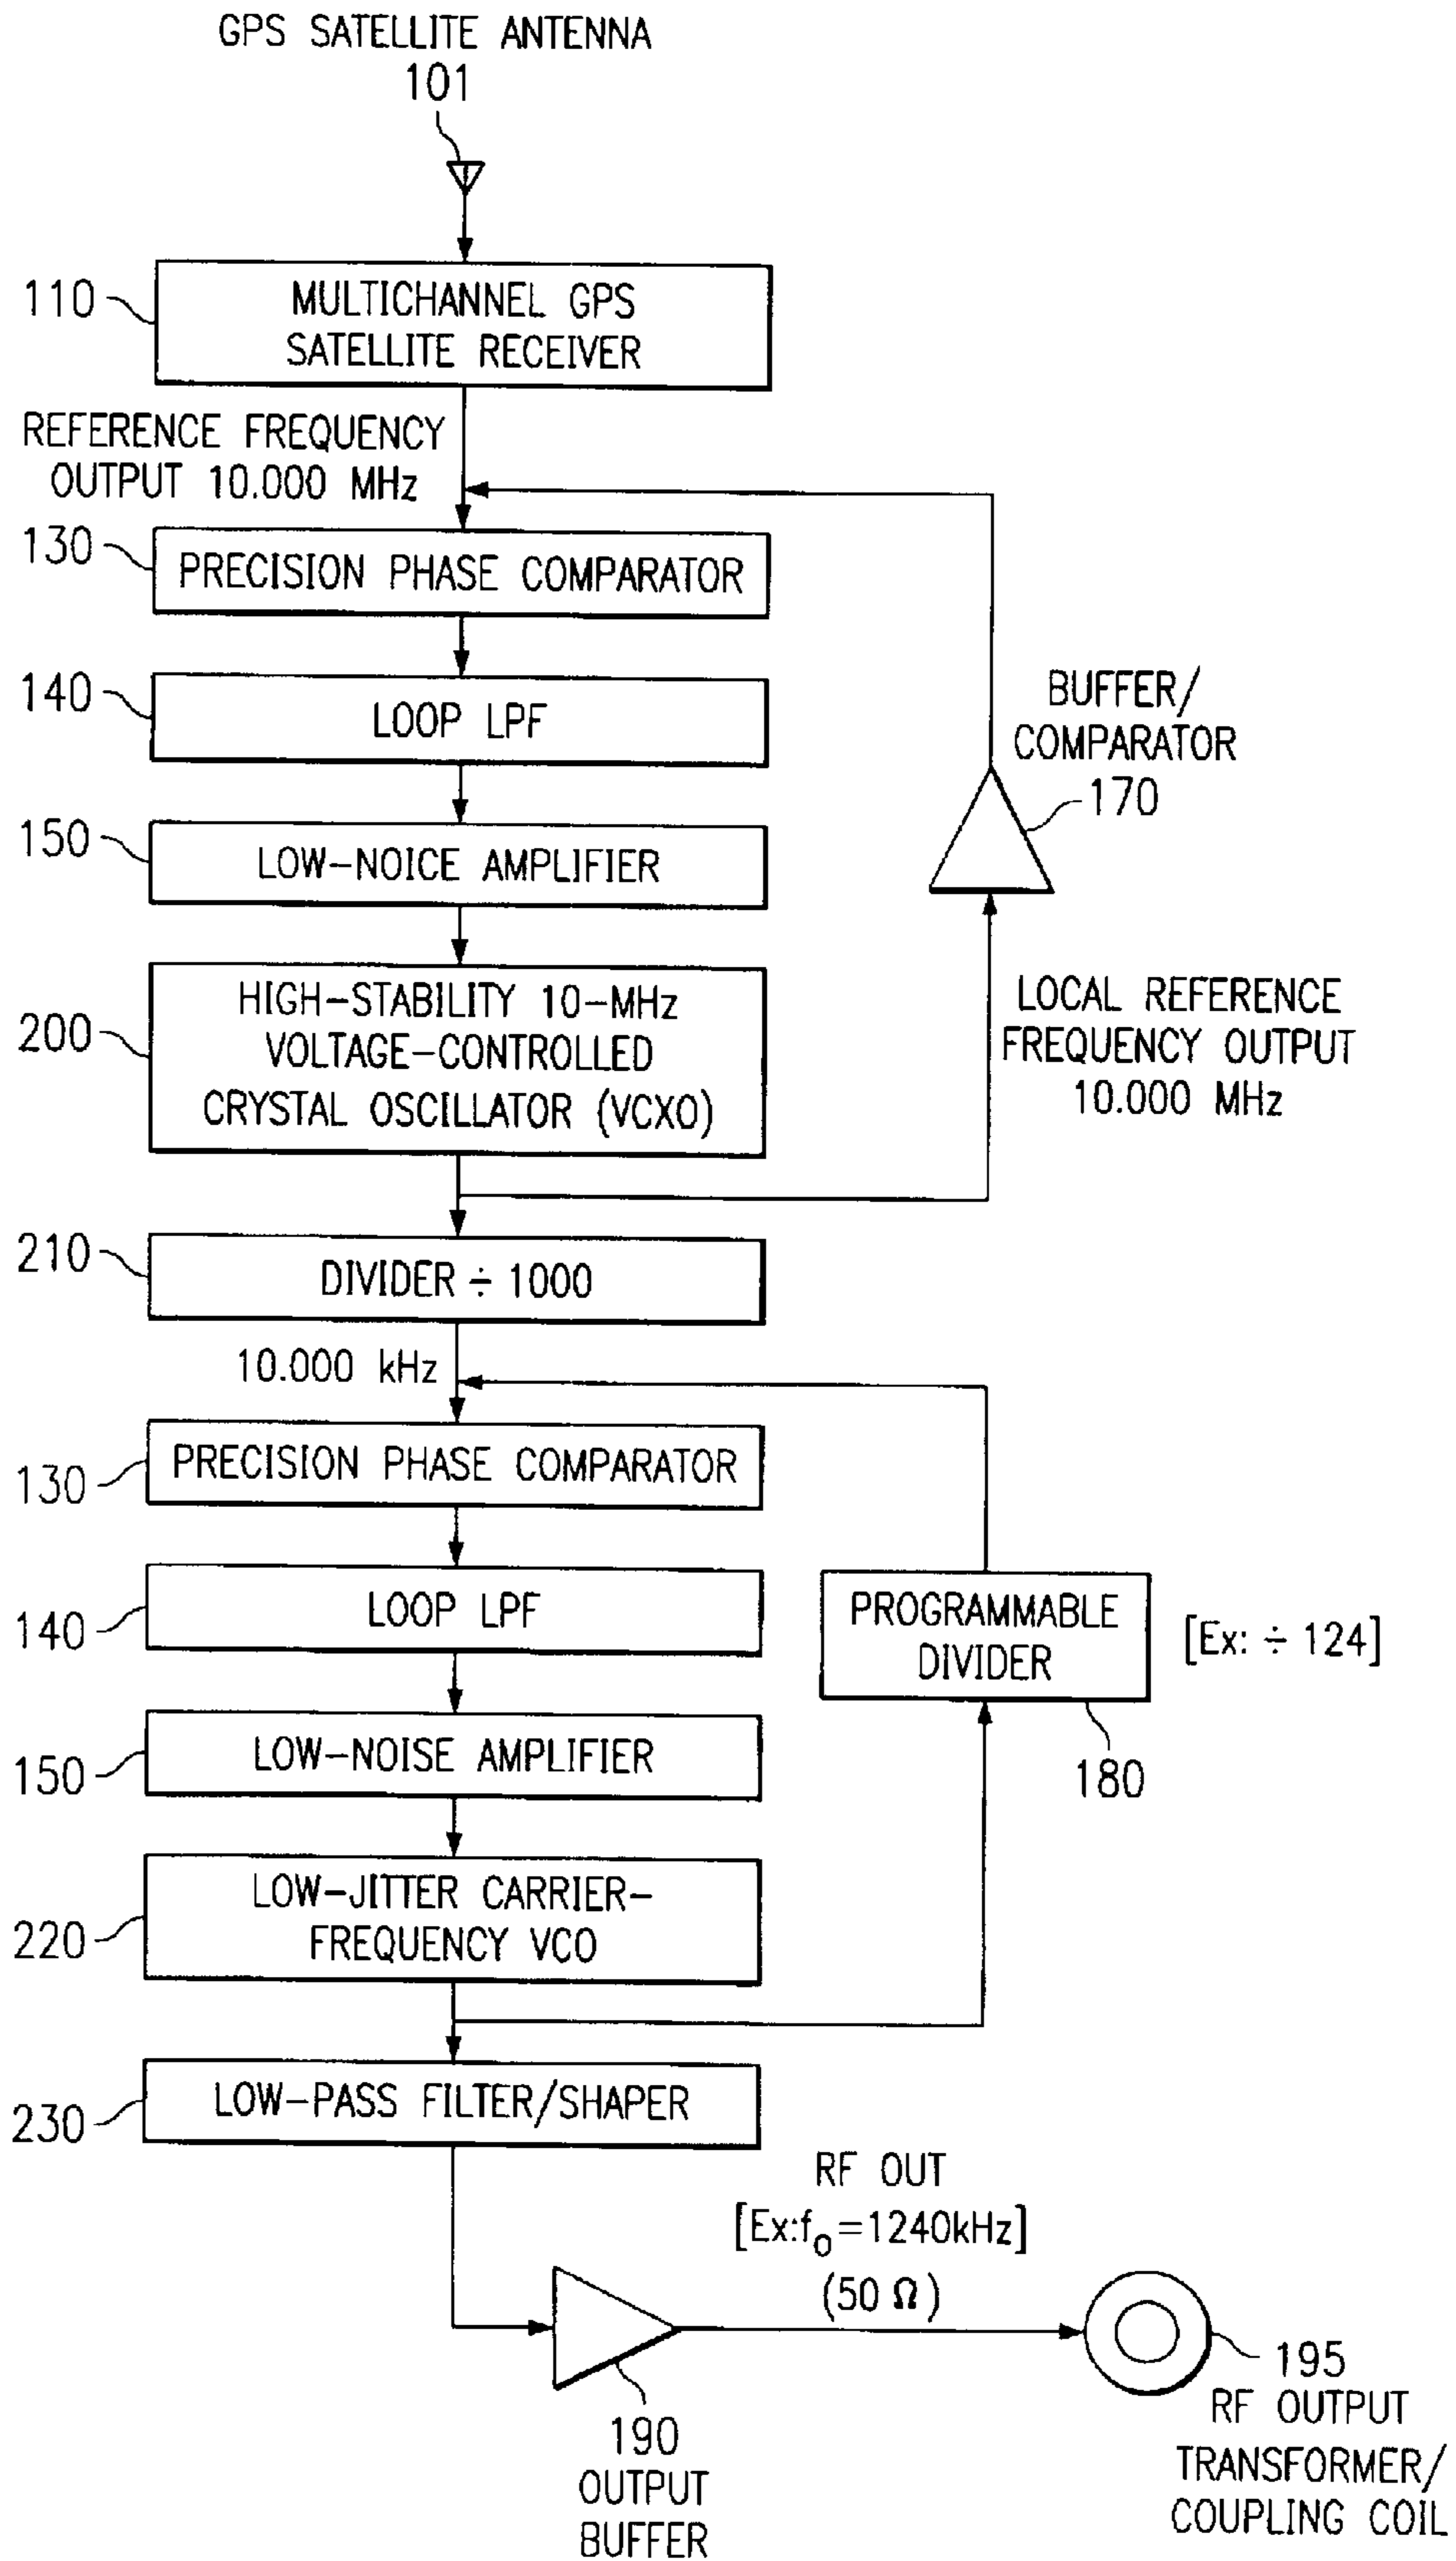 GPS SATELLITE ANTENNA
101
110
MULTICHANNEL GPS
SATELLITE RECEIVER
REFERENCE FREQUENCY
OUTPUT 10.000 MHz
130
PRECISION PHASE COMPARATOR
140
LOOP LPF
BUFFER/
COMPARATOR
170
150
LOW-NOICE AMPLIFIER
200
HIGH-STABILITY 10-MHz
VOLTAGE-CONTROLLED
CRYSTAL OSCILLATOR (VCXO)
LOCAL REFERENCE
FREQUENCY OUTPUT
10.000 MHz
210
DIVIDER ÷ 1000
10.000 kHz
130
PRECISION PHASE COMPARATOR
140
LOOP LPF
PROGRAMMABLE
DIVIDER
[Ex: ÷ 124]
180
150
LOW-NOISE AMPLIFIER
220
LOW-JITTER CARRIER-
FREQUENCY VCO
230
LOW-PASS FILTER/SHAPER
RF OUT
[Ex:fo=1240kHz]
(50 Ω)
190
OUTPUT
BUFFER
195
RF OUTPUT
TRANSFORMER/
COUPLING COIL